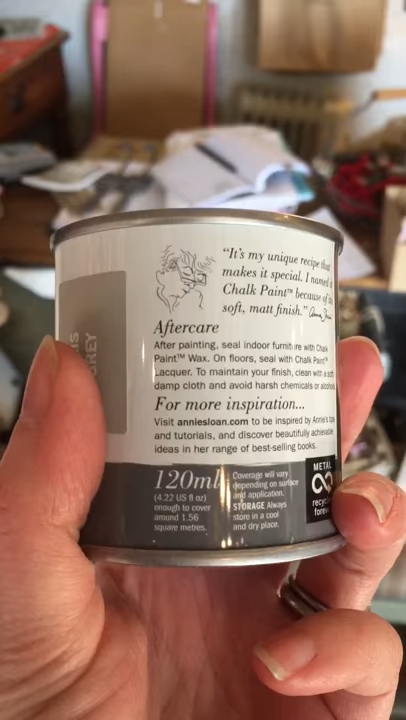 "It's my unique recipe that
makes it special. I named it
Chalk Paint™ because of its
soft, matt finish."
Aftercare
After painting, seal indoor furniture with Chalk
Paint™ Wax. On floors, seal with Chalk Paint™
Lacquer. To maintain your finish, clean with a soft
damp cloth and avoid harsh chemicals or alcohols.
For more inspiration...
Visit anniesloan.com to be inspired by Annie's tips
and tutorials, and discover beautifully achievable
ideas in her range of best-selling books.
120ml
(4.22 US fl oz)
enough to cover
around 1.56
square metres.
Coverage will vary
depending on surface
and application.
STORAGE Always
store in a cool
and dry place.
METAL
recycles
forever
GREY